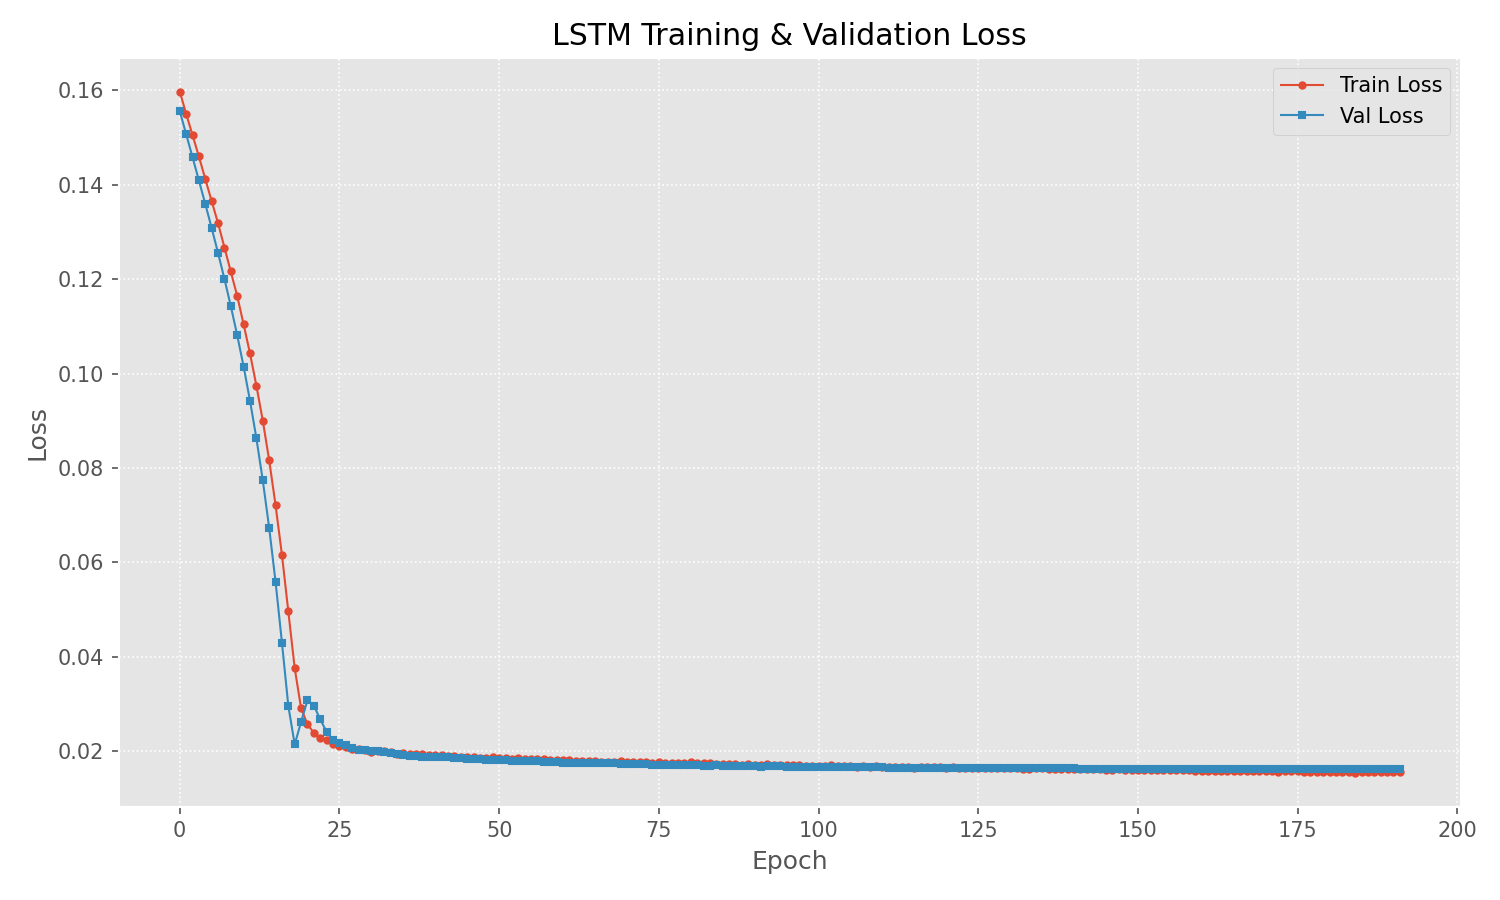 LSTM Training & Validation Loss
Train Loss
Val Loss
0.16
0.14
0.12
0.10
0.08
0.06
0.04
0.02
Loss
0 25 50 75 100 125 150 175 200
Epoch